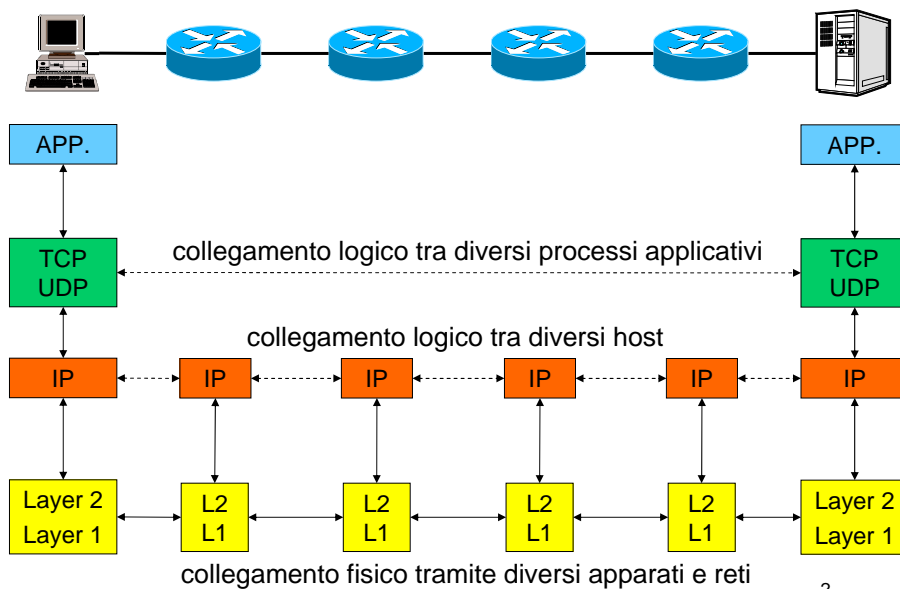 APP.
APP.
TCP
UDP
collegamento logico tra diversi processi applicativi
TCP
UDP
collegamento logico tra diversi host
IP
IP
IP
IP
IP
IP
Layer 2
Layer 1
L2
L1
L2
L1
L2
L1
L2
L1
Layer 2
Layer 1
collegamento fisico tramite diversi apparati e reti
2